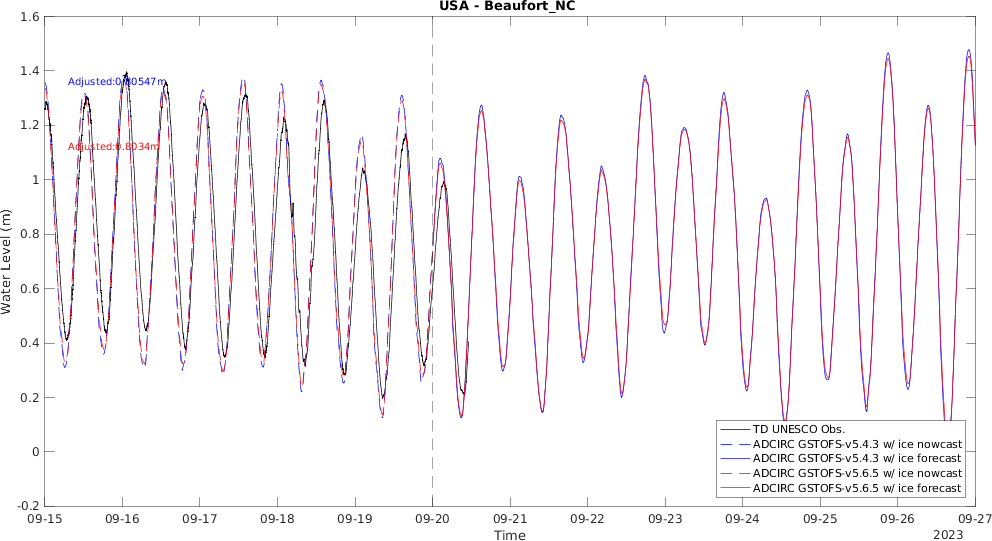 USA - Beaufort_NC
1.6
1.4
1.2
1
0.8
0.6
0.4
0.2
0
-0.2
Water Level (m)
Adjusted:0.80547m
Adjusted:0.8034m
TD UNESCO Obs.
ADCIRC GSTOFS-v5.4.3 w/ ice nowcast
ADCIRC GSTOFS-v5.4.3 w/ ice forecast
ADCIRC GSTOFS-v5.6.5 w/ ice nowcast
ADCIRC GSTOFS-v5.6.5 w/ ice forecast
09-15 09-16 09-17 09-18 09-19 09-20 09-21 09-22 09-23 09-24 09-25 09-26 09-27
Time
2023